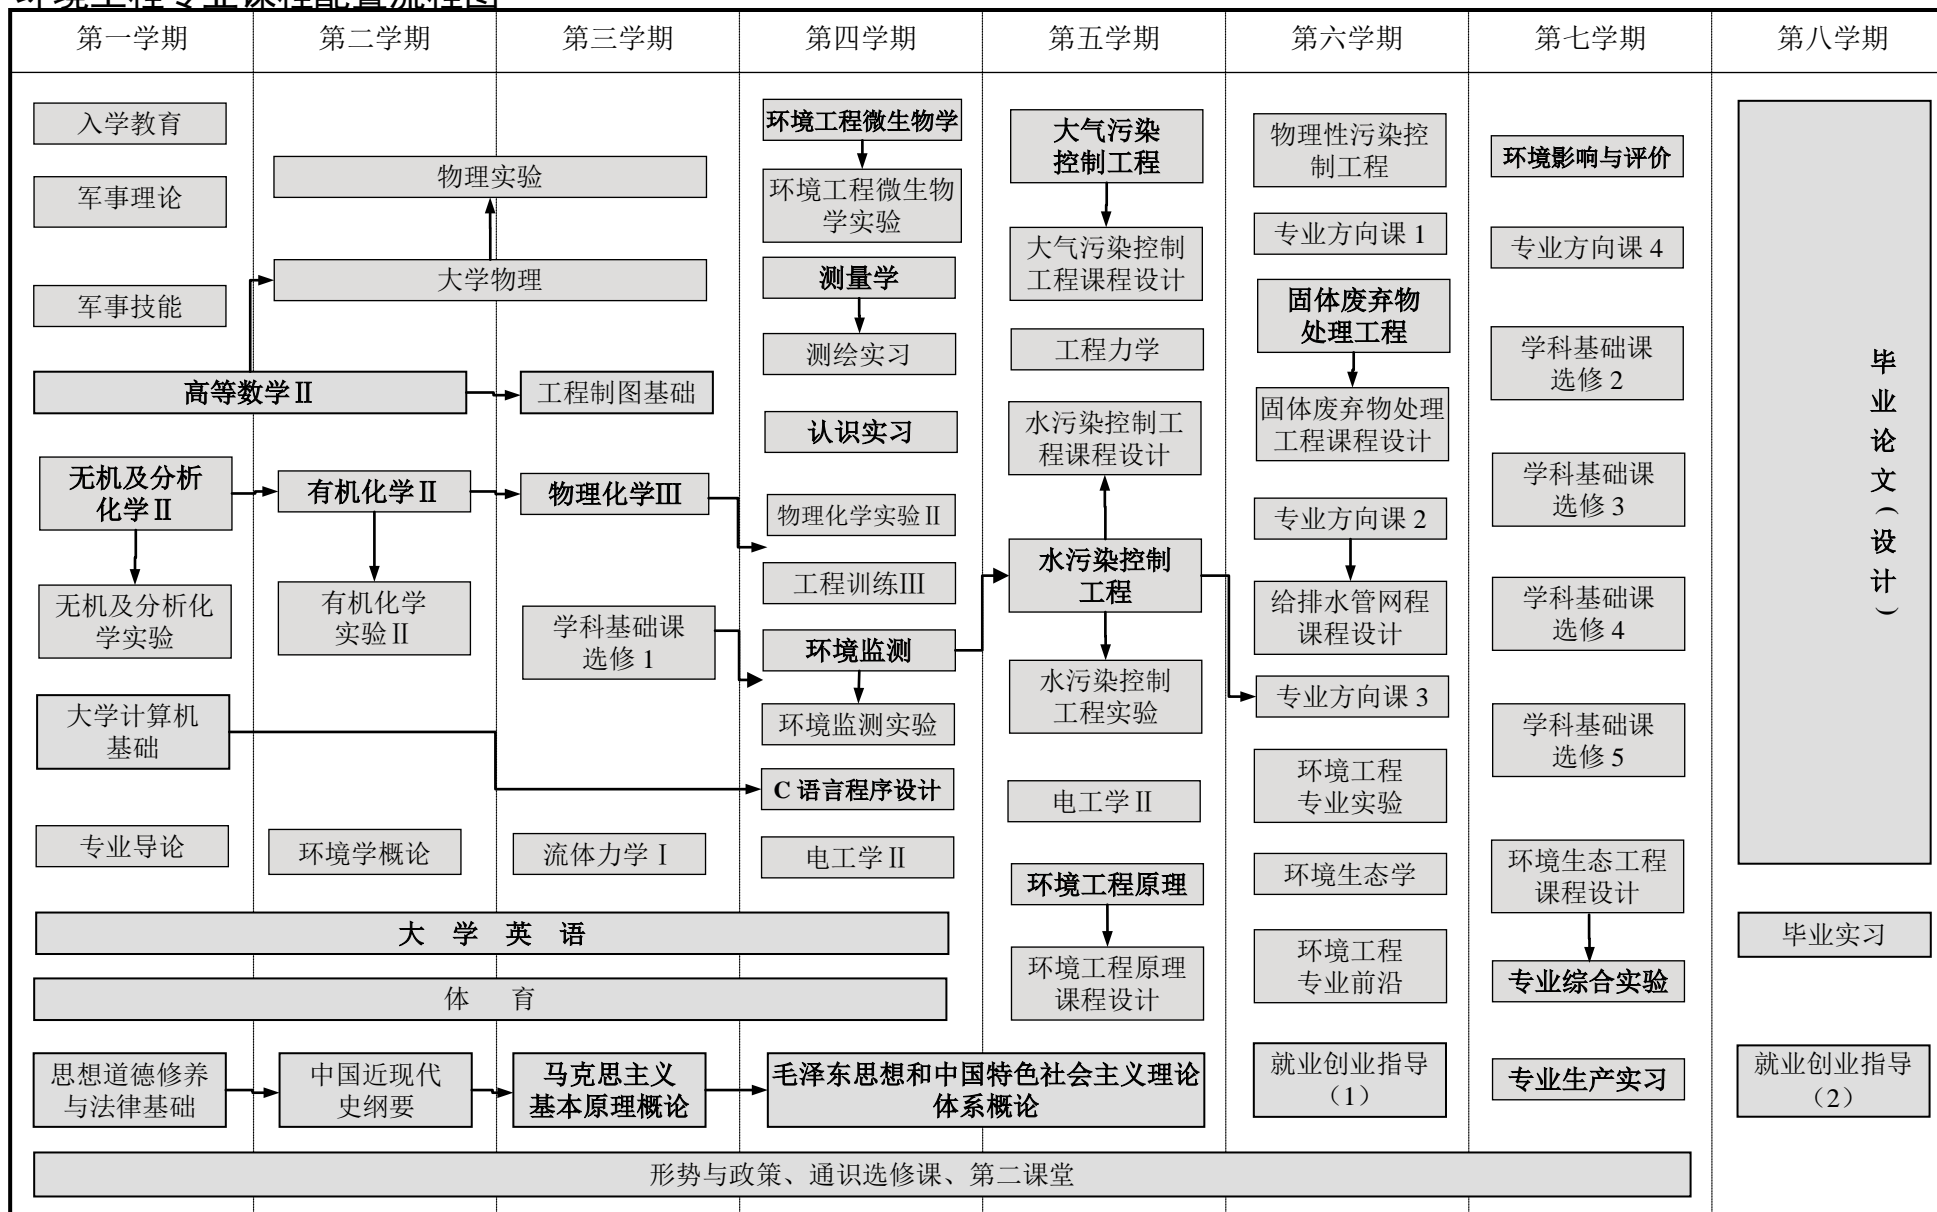 环境工程专业课程配置流程图
第一学期
第二学期
第三学期
第四学期
第五学期
第六学期
第七学期
第八学期
入学教育
军事理论
军事技能
高等数学Ⅱ
无机及分析
化学Ⅱ
无机及分析化
学实验
大学计算机
基础
专业导论
物理实验
大学物理
有机化学Ⅱ
有机化学
实验Ⅱ
环境学概论
工程制图基础
物理化学Ⅲ
学科基础课
选修 1
流体力学Ⅰ
环境工程微生物学
环境工程微生物
学实验
测量学
测绘实习
认识实习
物理化学实验Ⅱ
工程训练Ⅲ
环境监测
环境监测实验
C 语言程序设计
电工学Ⅱ
大气污染
控制工程
大气污染控制
工程课程设计
工程力学
水污染控制工
程课程设计
水污染控制
工程
水污染控制
工程实验
电工学Ⅱ
环境工程原理
环境工程原理
课程设计
物理性污染控
制工程
专业方向课 1
固体废弃物
处理工程
固体废弃物处理
工程课程设计
专业方向课 2
给排水管网程
课程设计
专业方向课 3
环境工程
专业实验
环境生态学
环境工程
专业前沿
环境影响与评价
专业方向课 4
学科基础课
选修 2
学科基础课
选修 3
学科基础课
选修 4
学科基础课
选修 5
环境生态工程
课程设计
专业综合实验
毕业论文（设计）
毕业实习
大 学 英 语
体 育
思想道德修养
与法律基础
中国近现代
史纲要
马克思主义
基本原理概论
毛泽东思想和中国特色社会主义理论
体系概论
就业创业指导
（1）
专业生产实习
就业创业指导
（2）
形势与政策、通识选修课、第二课堂